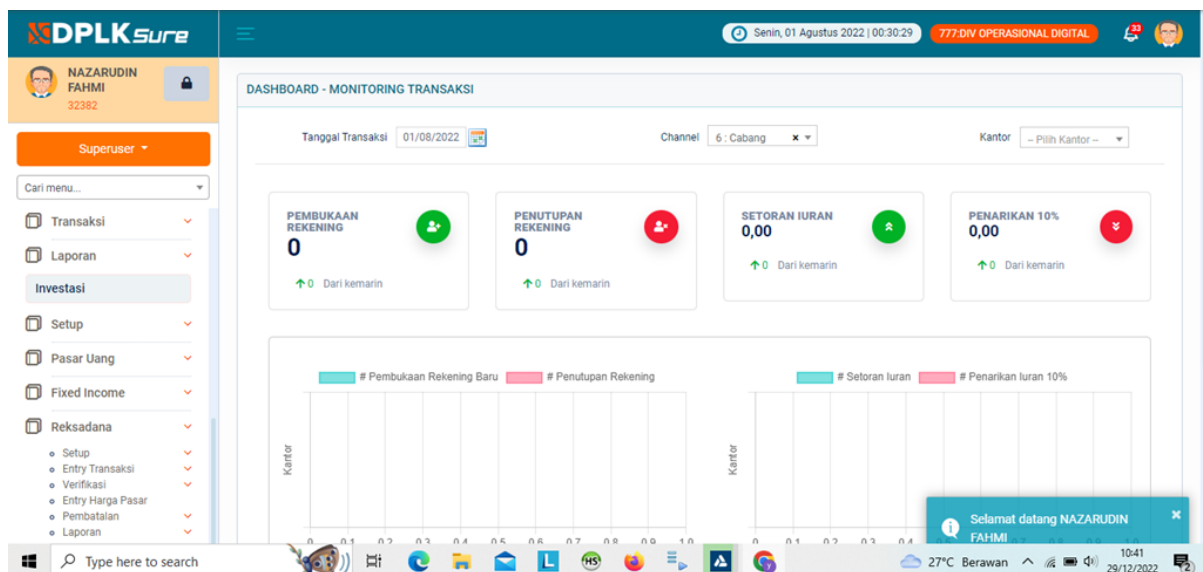 DPLKSure
Senin, 01 Agustus 2022 | 00:30:29
777:DIV OPERASIONAL DIGITAL
33
NAZARUDIN
FAHMI
32382
Superuser
Cari menu...
Transaksi
Laporan
Investasi
Setup
Pasar Uang
Fixed Income
Reksadana
Setup
Entry Transaksi
Verifikasi
Entry Harga Pasar
Pembatalan
Laporan
DASHBOARD - MONITORING TRANSAKSI
Tanggal Transaksi 01/08/2022
Channel 6 : Cabang
Kantor -- Pilih Kantor --
PEMBUKAAN
REKENING
0
0 Dari kemarin
PENUTUPAN
REKENING
0
0 Dari kemarin
SETORAN IURAN
0,00
0 Dari kemarin
PENARIKAN 10%
0,00
0 Dari kemarin
# Pembukaan Rekening Baru # Penutupan Rekening
Kantor
0 0.1 0.2 0.3 0.4 0.5 0.6 0.7 0.8 0.9 1.0
# Setoran Iuran # Penarikan Iuran 10%
Kantor
0 0.1 0.2 0.3 0.4
Selamat datang NAZARUDIN
FAHMI
Type here to search
L
HS
27°C Berawan
10:41
29/12/2022
2